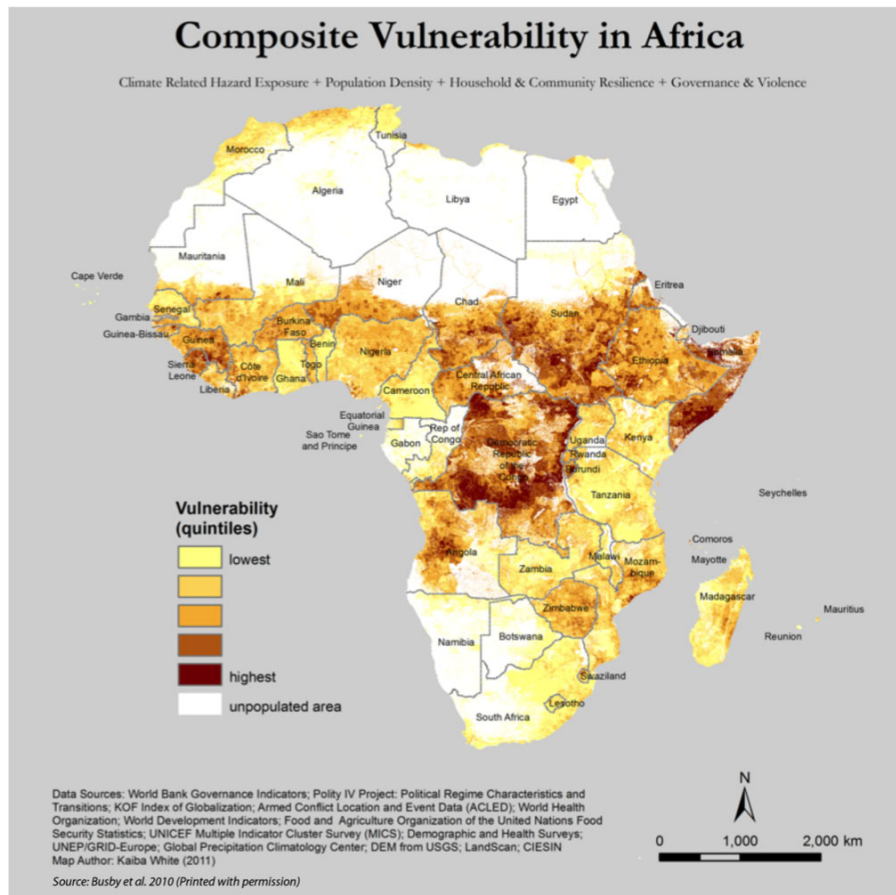 Composite Vulnerability in Africa
Climate Related Hazard Exposure + Population Density + Household & Community Resilience + Governance & Violence
Tunisia
Morocco
Algeria
Libya
Egypt
Mauritania
Cape Verde
Mali
Niger
Chad
Sudan
Eritrea
Senegal
Gambia
Guinea-Bissau
Guinea
Burkina
Faso
Benin
Nigeria
Djibouti
Somalia
Ethiopia
Sierra
Leone
Liberia
Côte
d'Ivoire
Ghana
Togo
Central African
Republic
Cameroon
Equatorial
Guinea
Sao Tome
and Principe
Gabon
Rep of
Congo
Democratic
Republic
of the
Congo
Uganda
Rwanda
Burundi
Kenya
Tanzania
Seychelles
Comoros
Mayotte
Angola
Zambia
Malawi
Mozam-
bique
Madagascar
Mauritius
Reunion
Zimbabwe
Namibia
Botswana
Swaziland
Lesotho
South Africa
Vulnerability
(quintiles)
lowest
highest
unpopulated area
N
0 1,000 2,000 km
Data Sources: World Bank Governance Indicators; Polity IV Project: Political Regime Characteristics and
Transitions; KOF Index of Globalization; Armed Conflict Location and Event Data (ACLED); World Health
Organization; World Development Indicators; Food and Agriculture Organization of the United Nations Food
Security Statistics; UNICEF Multiple Indicator Cluster Survey (MICS); Demographic and Health Surveys;
UNEP/GRID-Europe; Global Precipitation Climatology Center; DEM from USGS; LandScan; CIESIN
Map Author: Kaiba White (2011)
Source: Busby et al. 2010 (Printed with permission)